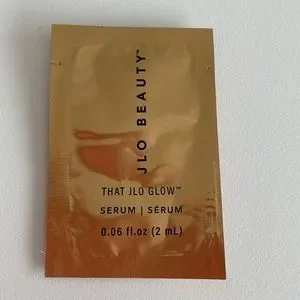 JLO BEAUTY™
THAT JLO GLOW™
SERUM | SÉRUM
0.06 fl.oz (2 mL)